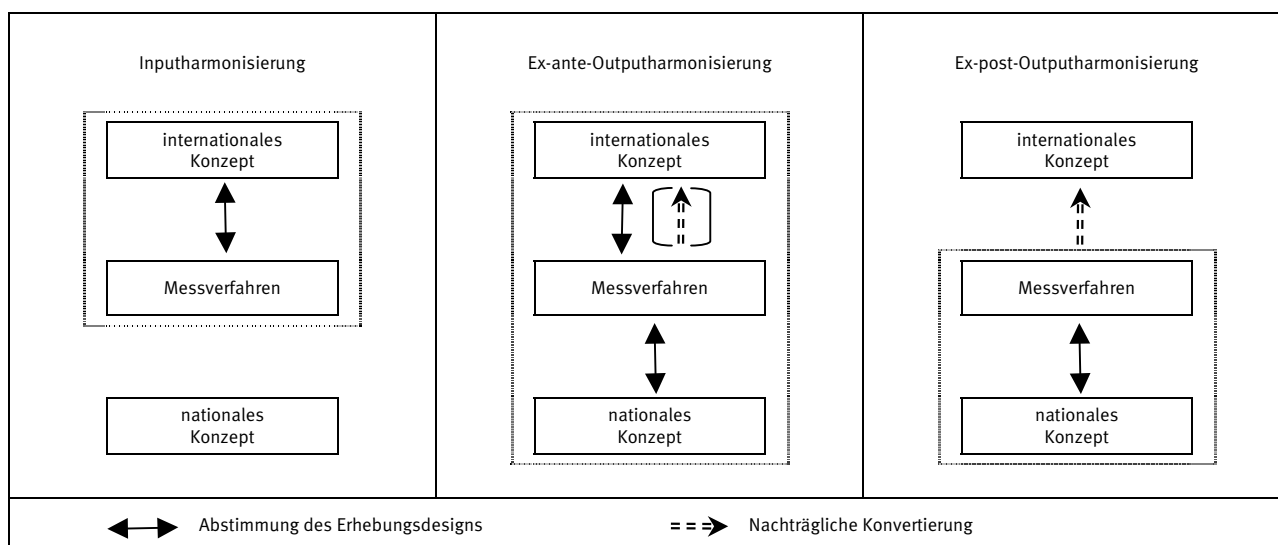 Inputharmonisierung
internationales
Konzept
Messverfahren
nationales
Konzept
Ex-ante-Outputharmonisierung
internationales
Konzept
Messverfahren
nationales
Konzept
Ex-post-Outputharmonisierung
internationales
Konzept
Messverfahren
nationales
Konzept
Abstimmung des Erhebungsdesigns
Nachträgliche Konvertierung